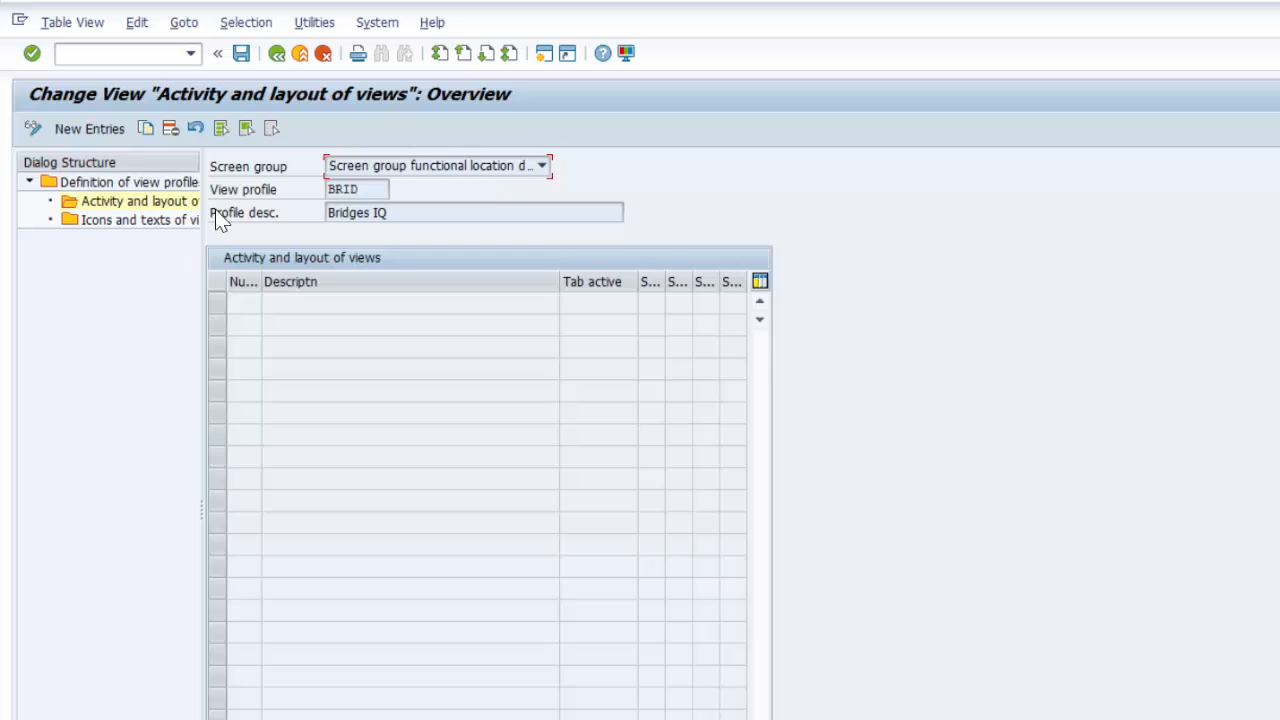 Table View Edit Goto Selection Utilities System Help
Change View "Activity and layout of views": Overview
New Entries
Dialog Structure
Definition of view profile
Activity and layout o
Icons and texts of vi
Screen group Screen group functional location d..
View profile BRID
Profile desc. Bridges IQ
Activity and layout of views
Nu... Descriptn Tab active S... S... S... S...